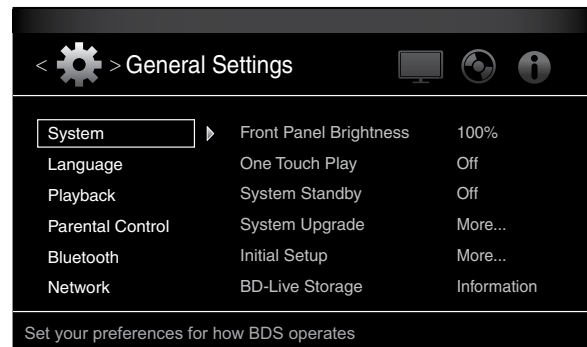 < > General Settings
System Front Panel Brightness 100%
Language One Touch Play Off
Playback System Standby Off
Parental Control System Upgrade More...
Bluetooth Initial Setup More...
Network BD-Live Storage Information
Set your preferences for how BDS operates